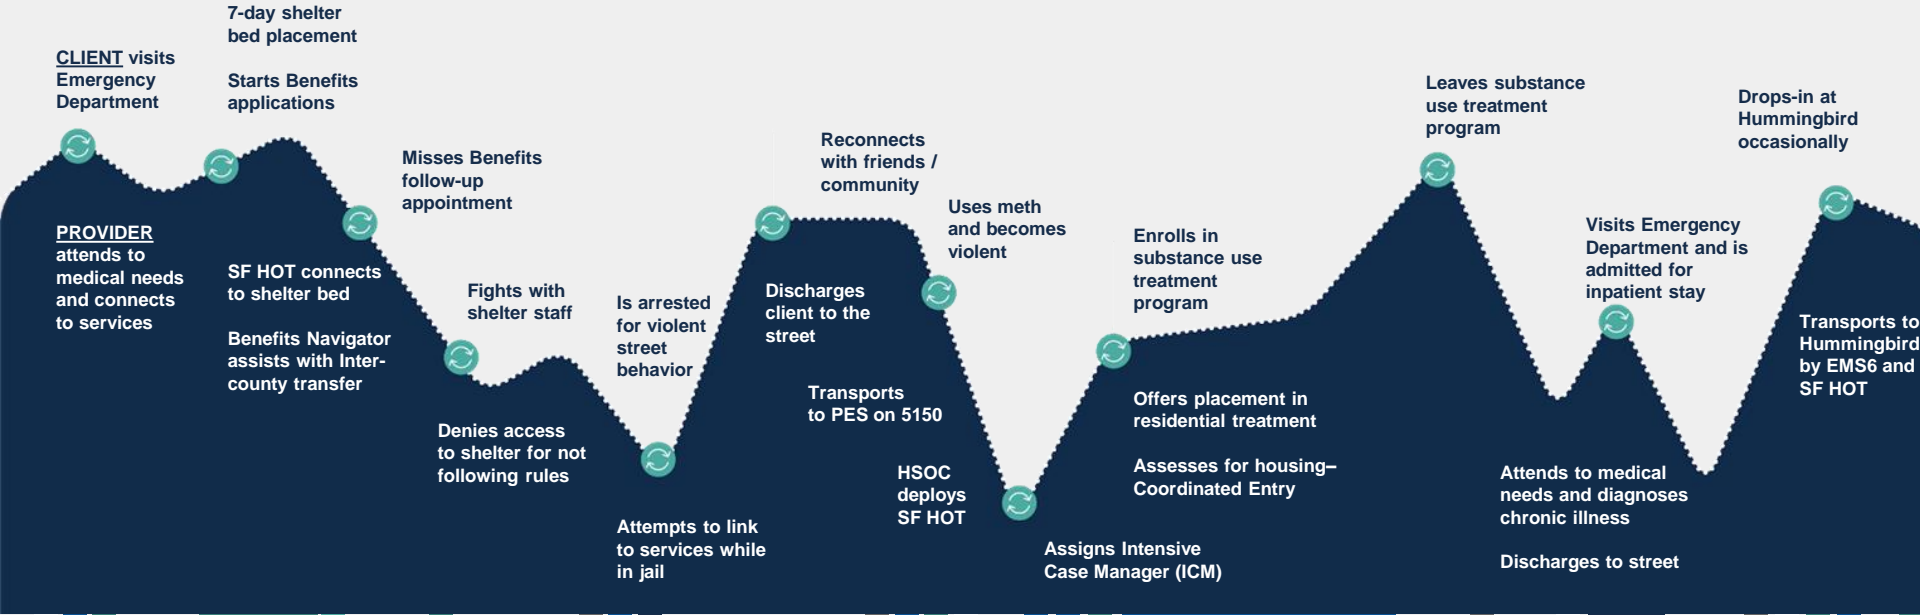 7-day shelter
bed placement
Starts Benefits
applications
CLIENT visits
Emergency
Department
PROVIDER
attends to
medical needs
and connects
to services
SF HOT connects
to shelter bed
Benefits Navigator
assists with Inter-
county transfer
Misses Benefits
follow-up
appointment
Fights with
shelter staff
Denies access
to shelter for not
following rules
Is arrested
for violent
street
behavior
Attempts to link
to services while
in jail
Reconnects
with friends /
community
Discharges
client to the
street
Transports
to PES on 5150
Uses meth
and becomes
violent
HSOC
deploys
SF HOT
Assigns Intensive
Case Manager (ICM)
Enrolls in
substance use
treatment
program
Offers placement in
residential treatment
Assesses for housing–
Coordinated Entry
Leaves substance
use treatment
program
Visits Emergency
Department and is
admitted for
inpatient stay
Attends to medical
needs and diagnoses
chronic illness
Discharges to street
Drops-in at
Hummingbird
occasionally
Transports to
Hummingbird
by EMS6 and
SF HOT